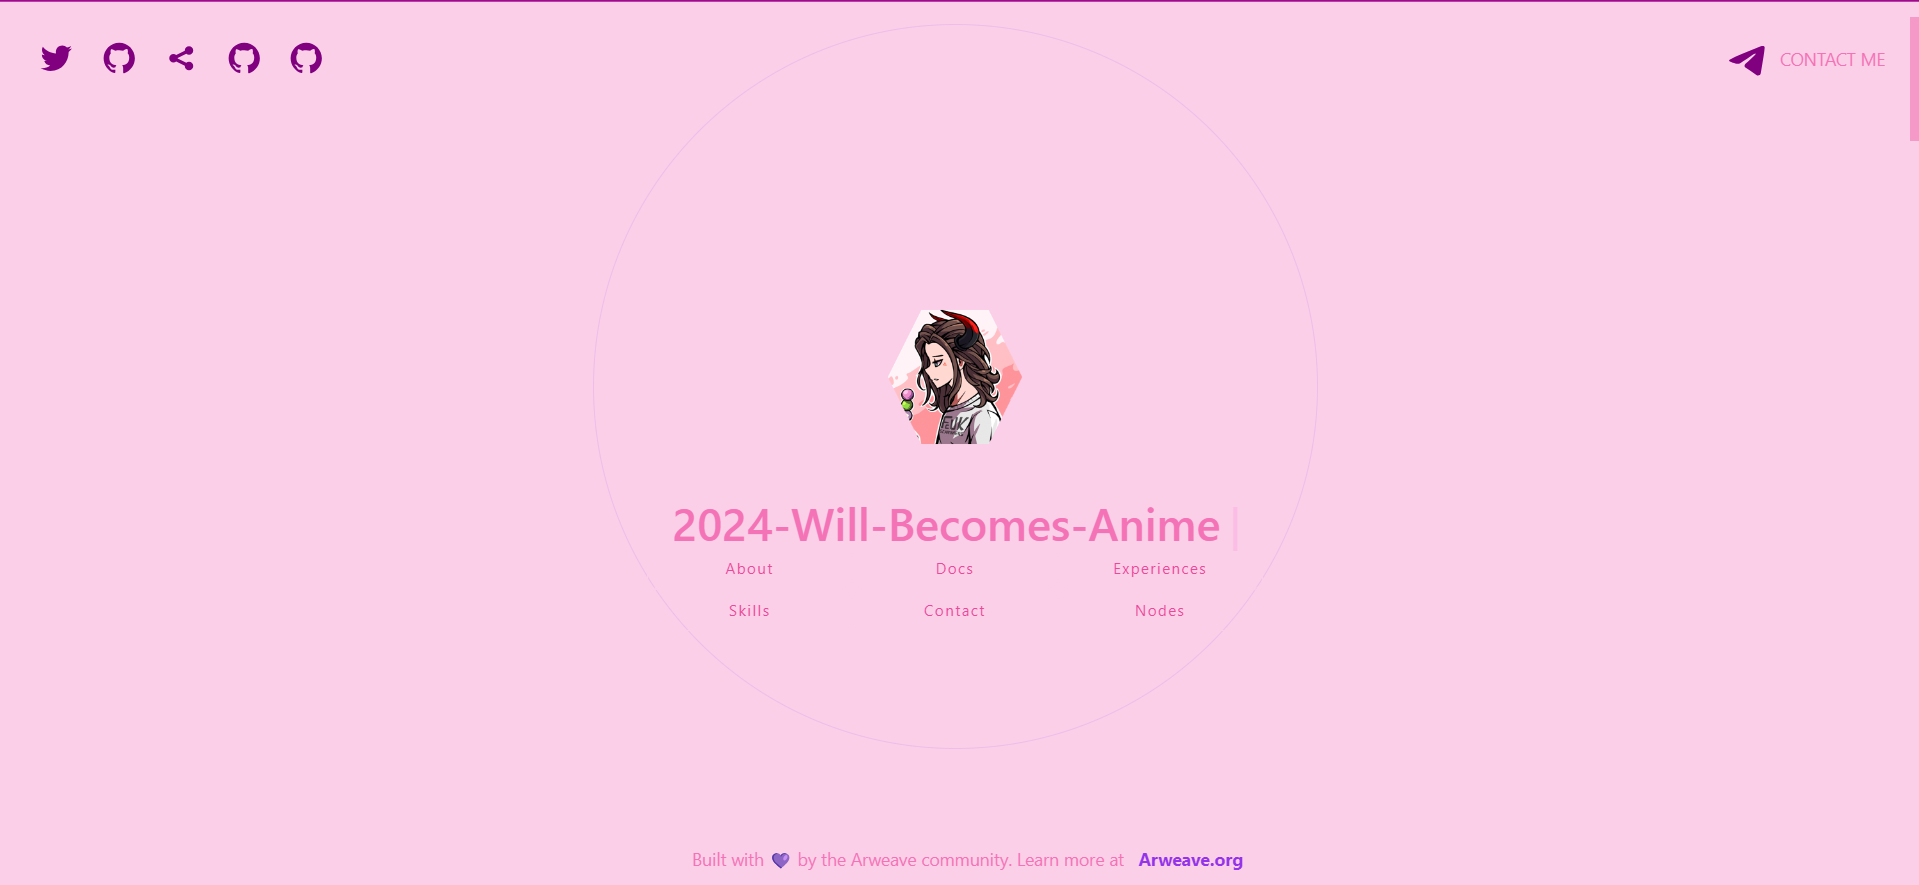 CONTACT ME
2024-Will-Becomes-Anime
About Docs Experiences
Skills Contact Nodes
Built with 💜 by the Arweave community. Learn more at Arweave.org